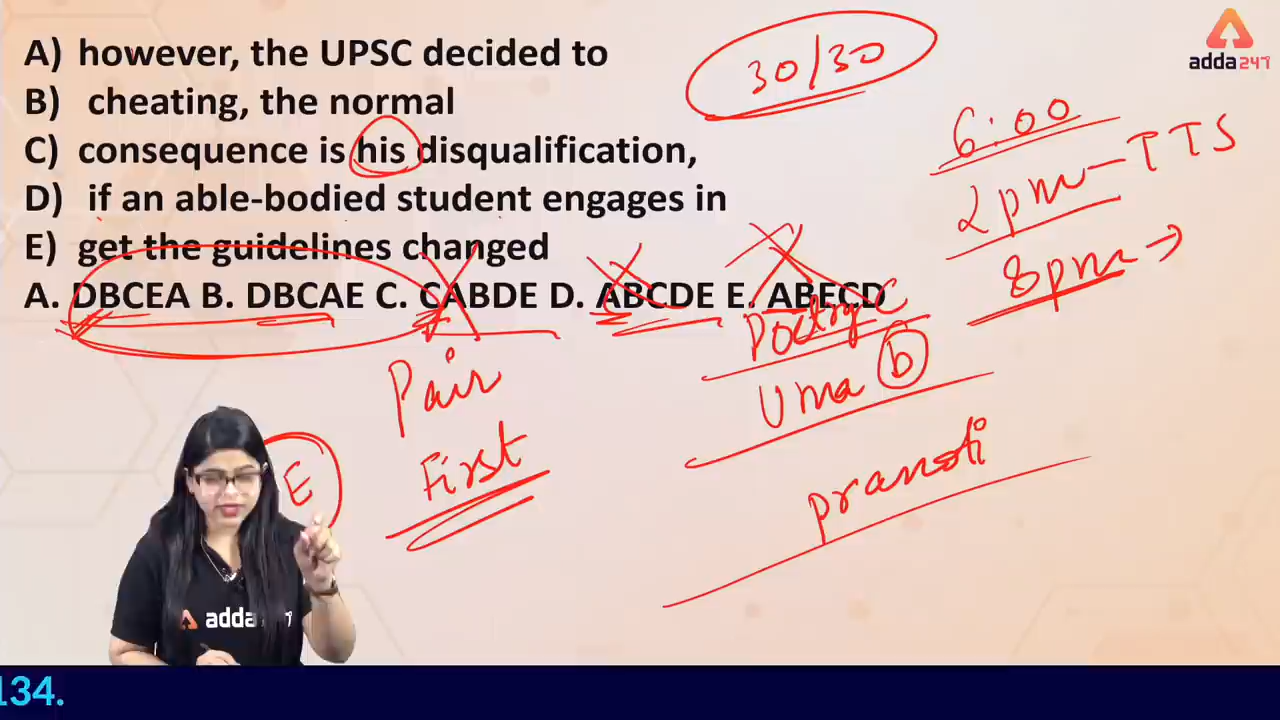 A) however, the UPSC decided to
B) cheating, the normal
C) consequence is his disqualification,
D) if an able-bodied student engages in
E) get the guidelines changed
A. DBCEA B. DBCAE C. CABDE D. ABCDE E. ABECD
30/30
adda247
6:00
2pm-TTS
8pm →
Pair
First
E
Uma b
pranoti
adda247
134.